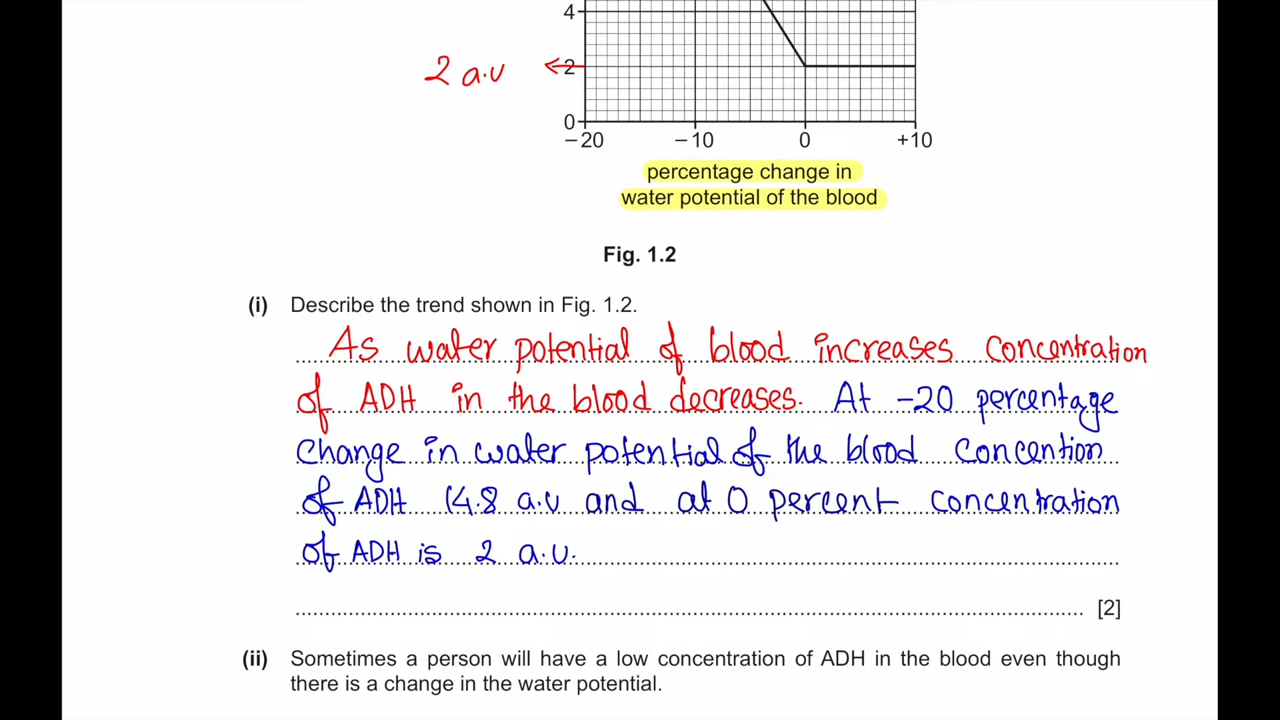 4
2 a.u
2
0
−20
−10
0
+10
percentage change in
water potential of the blood
Fig. 1.2
(i) Describe the trend shown in Fig. 1.2.
As water potential of blood increases concentration
of ADH in the blood decreases. At -20 percentage
change in water potential of the blood concention
of ADH 14.8 a.u and at 0 percent concentration
of ADH is 2 a.u.
[2]
(ii) Sometimes a person will have a low concentration of ADH in the blood even though
there is a change in the water potential.